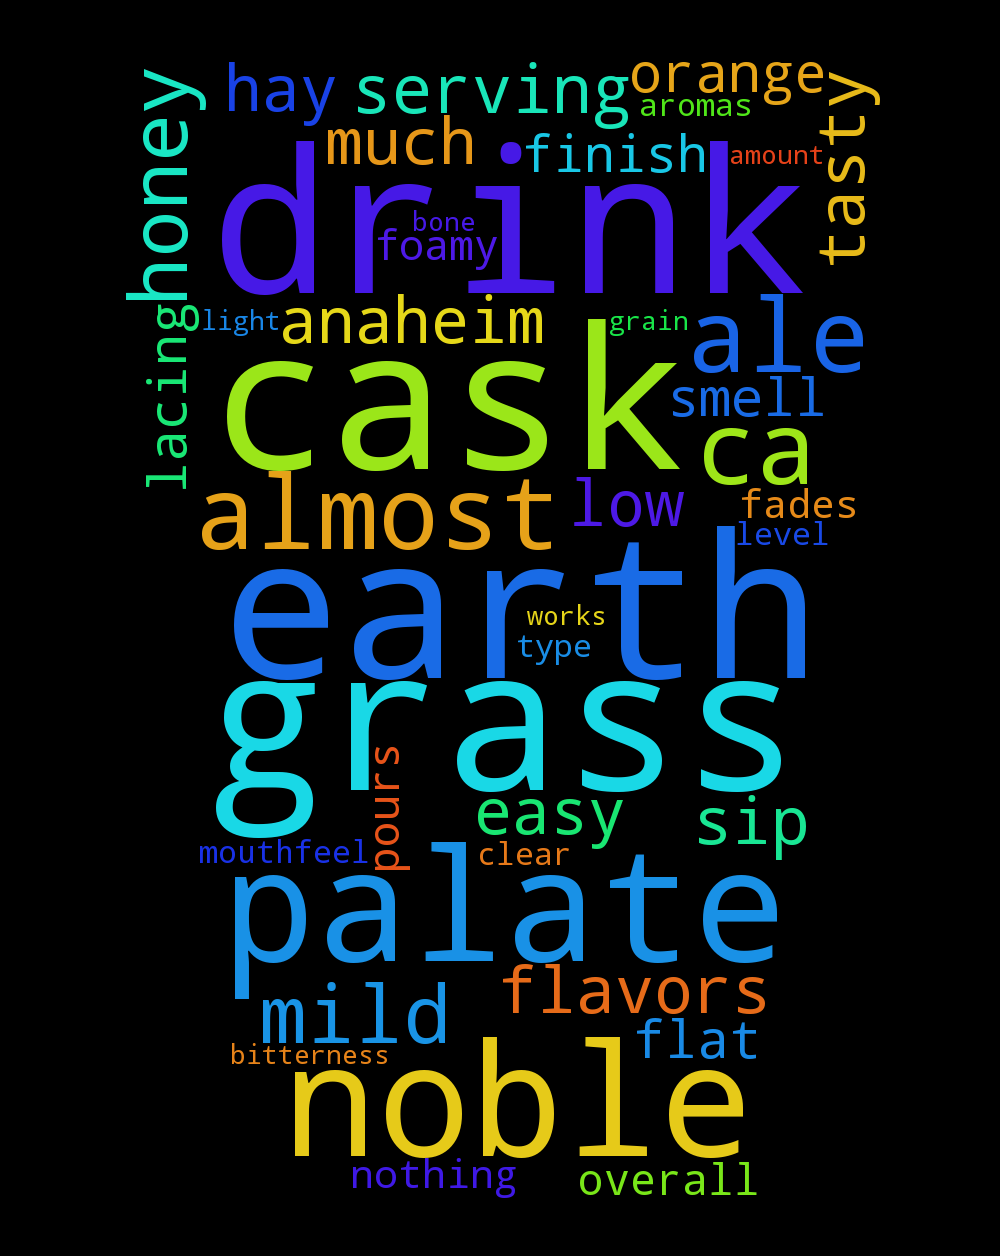 hay
serving
orange
aromas
honey
much
finish
amount
tasty
drink
bone
foamy
lacing
light
anaheim
grain
ale
cask
smell
ca
almost
low
fades
level
earth
works
type
grass
pours
easy
sip
mouthfeel
clear
palate
flavors
mild
flat
bitterness
noble
nothing
overall